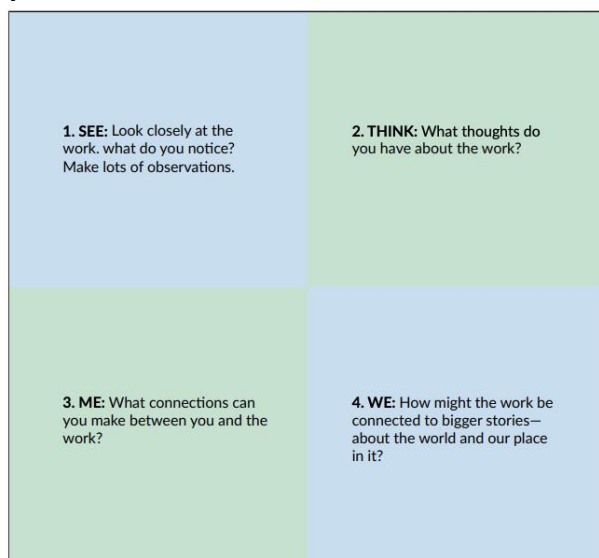 1. SEE: Look closely at the
work. what do you notice?
Make lots of observations.
2. THINK: What thoughts do
you have about the work?
3. ME: What connections can
you make between you and the
work?
4. WE: How might the work be
connected to bigger stories—
about the world and our place
in it?